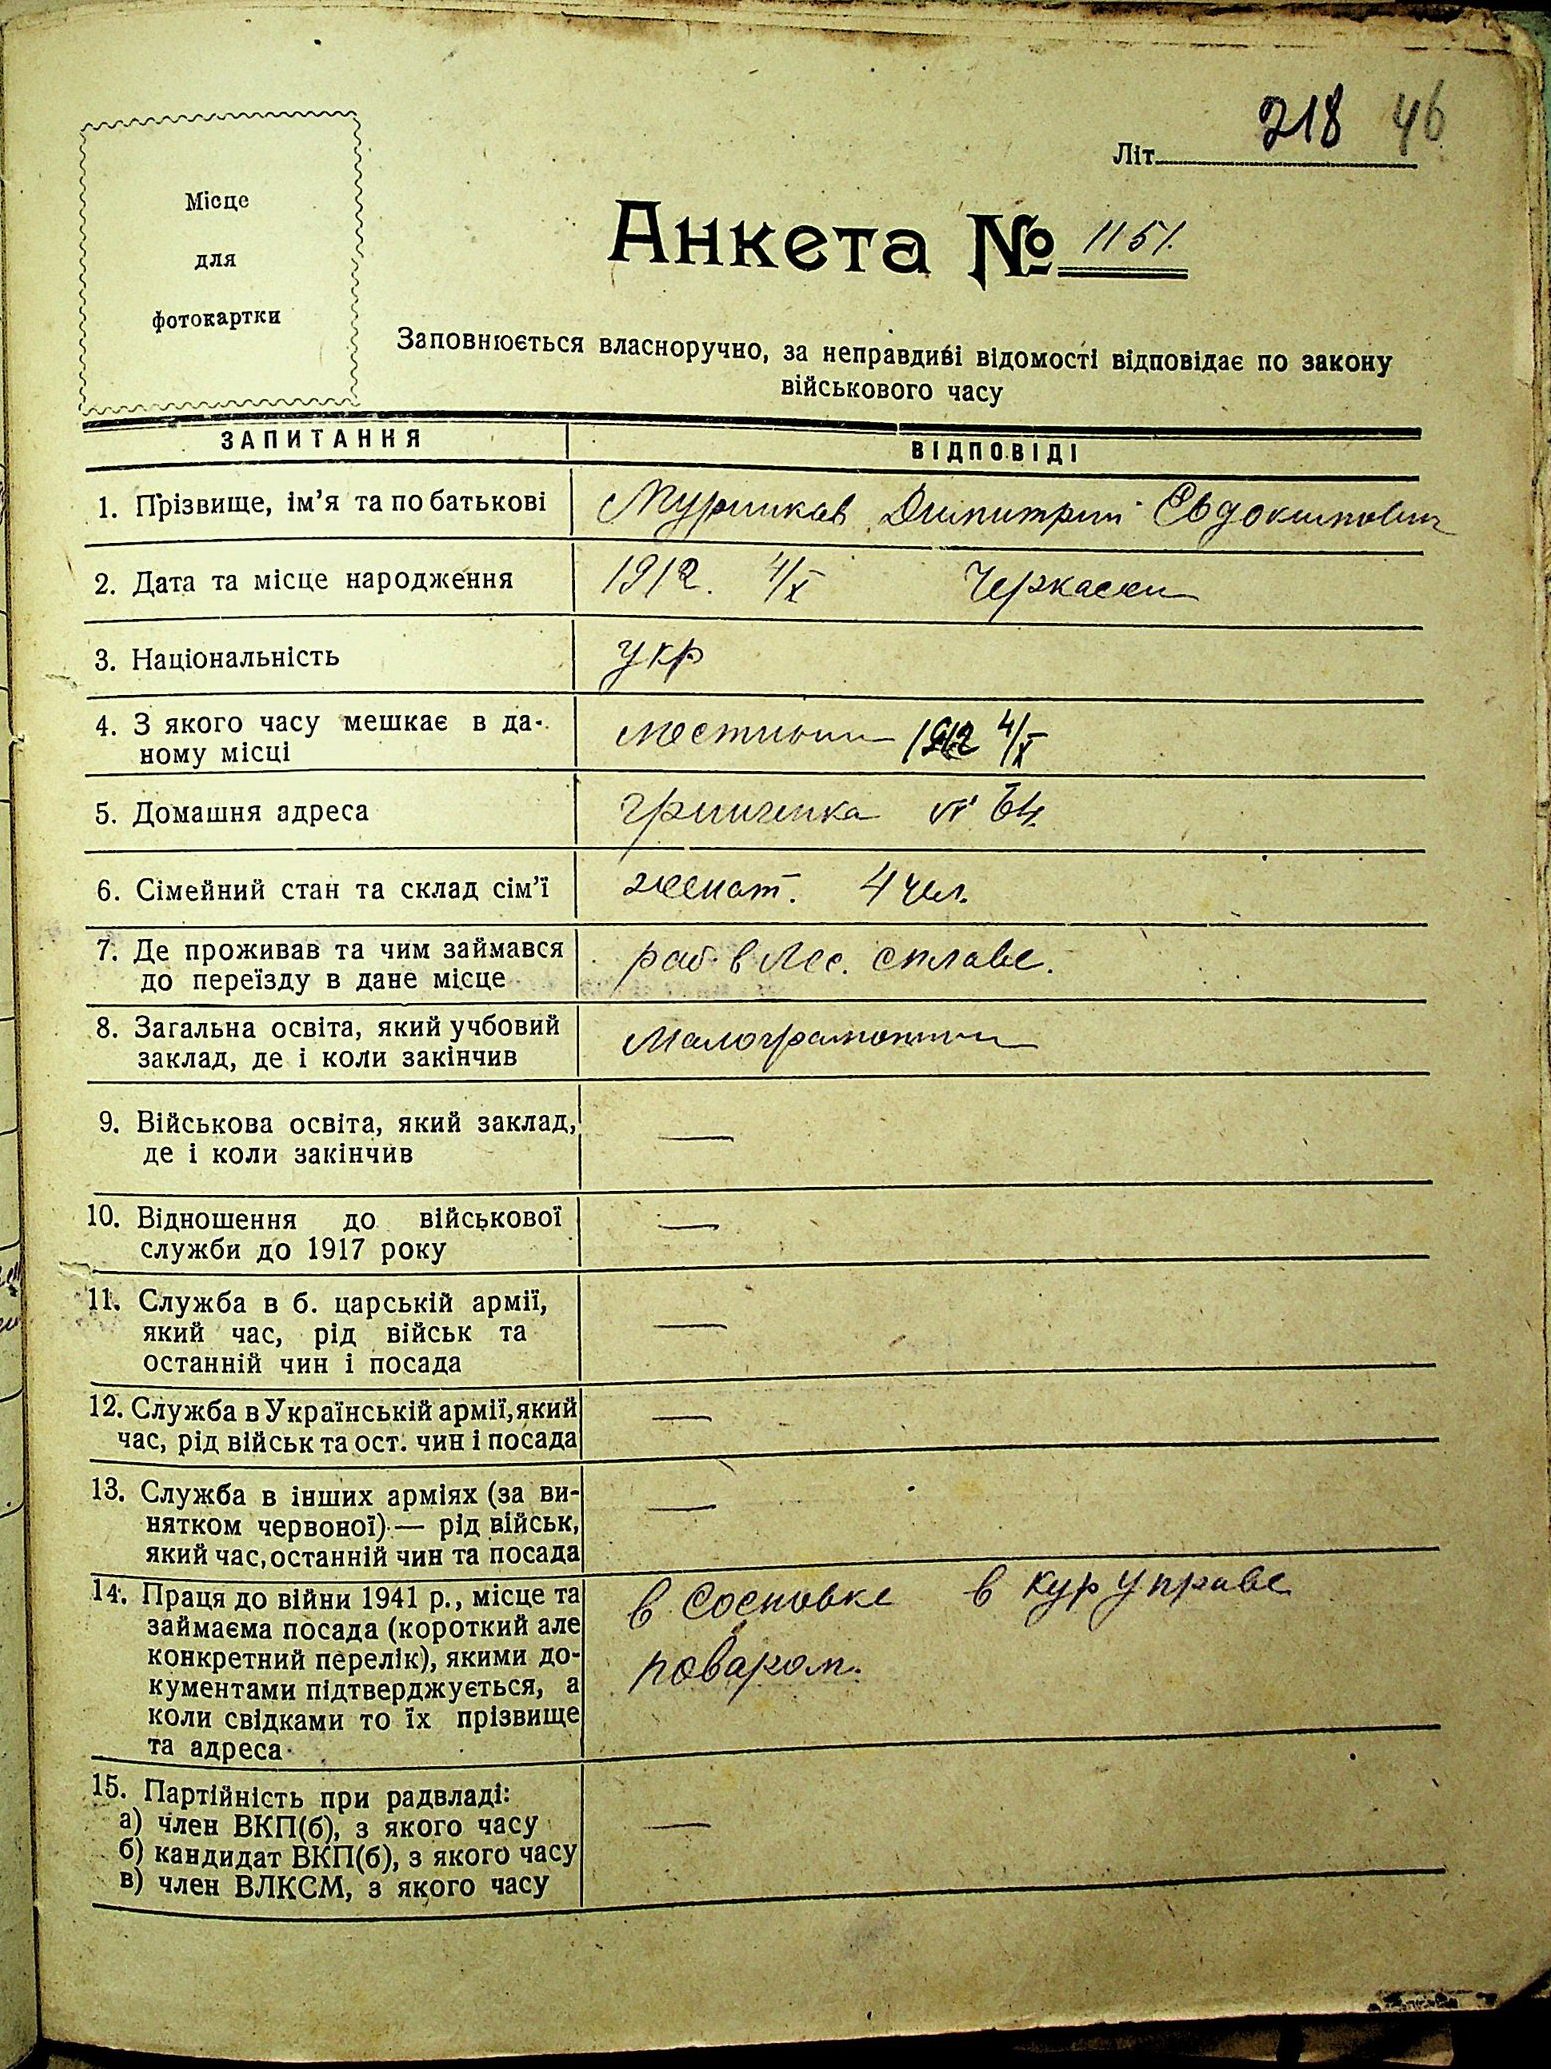 218 46
Літ.
Місце
для
фотокартки
Анкета № 1151.
Заповнюється власноручно, за неправдиві відомості відповідає по закону
військового часу
ЗАПИТАННЯ ВІДПОВІДІ
1. Прізвище, ім'я та по батькові Димитрий Євдокимович
2. Дата та місце народження 1912. 4/X Черкассы
3. Національність укр
4. З якого часу мешкає в да-
ному місці местный 1912 4/X
5. Домашня адреса Гринченка № 64.
6. Сімейний стан та склад сім'ї женат. 4 чел.
7. Де проживав та чим займався
до переїзду в дане місце раб. в Лес. сплаве.
8. Загальна освіта, який учбовий
заклад, де і коли закінчив Малограмотный
9. Військова освіта, який заклад,
де і коли закінчив —
10. Відношення до військової
служби до 1917 року —
11. Служба в б. царській армії,
який час, рід військ та
останній чин і посада —
12. Служба в Українській армії, який
час, рід військ та ост. чин і посада —
13. Служба в інших арміях (за ви-
нятком червоної) — рід військ,
який час, останній чин та посада —
14. Праця до війни 1941 р., місце та
займаєма посада (короткий але
конкретний перелік), якими до-
кументами підтверджується, а
коли свідками то їх прізвище
та адреса
в Сосновке в кур управе
поваром.
15. Партійність при радвладі:
а) член ВКП(б), з якого часу
б) кандидат ВКП(б), з якого часу
в) член ВЛКСМ, з якого часу
—